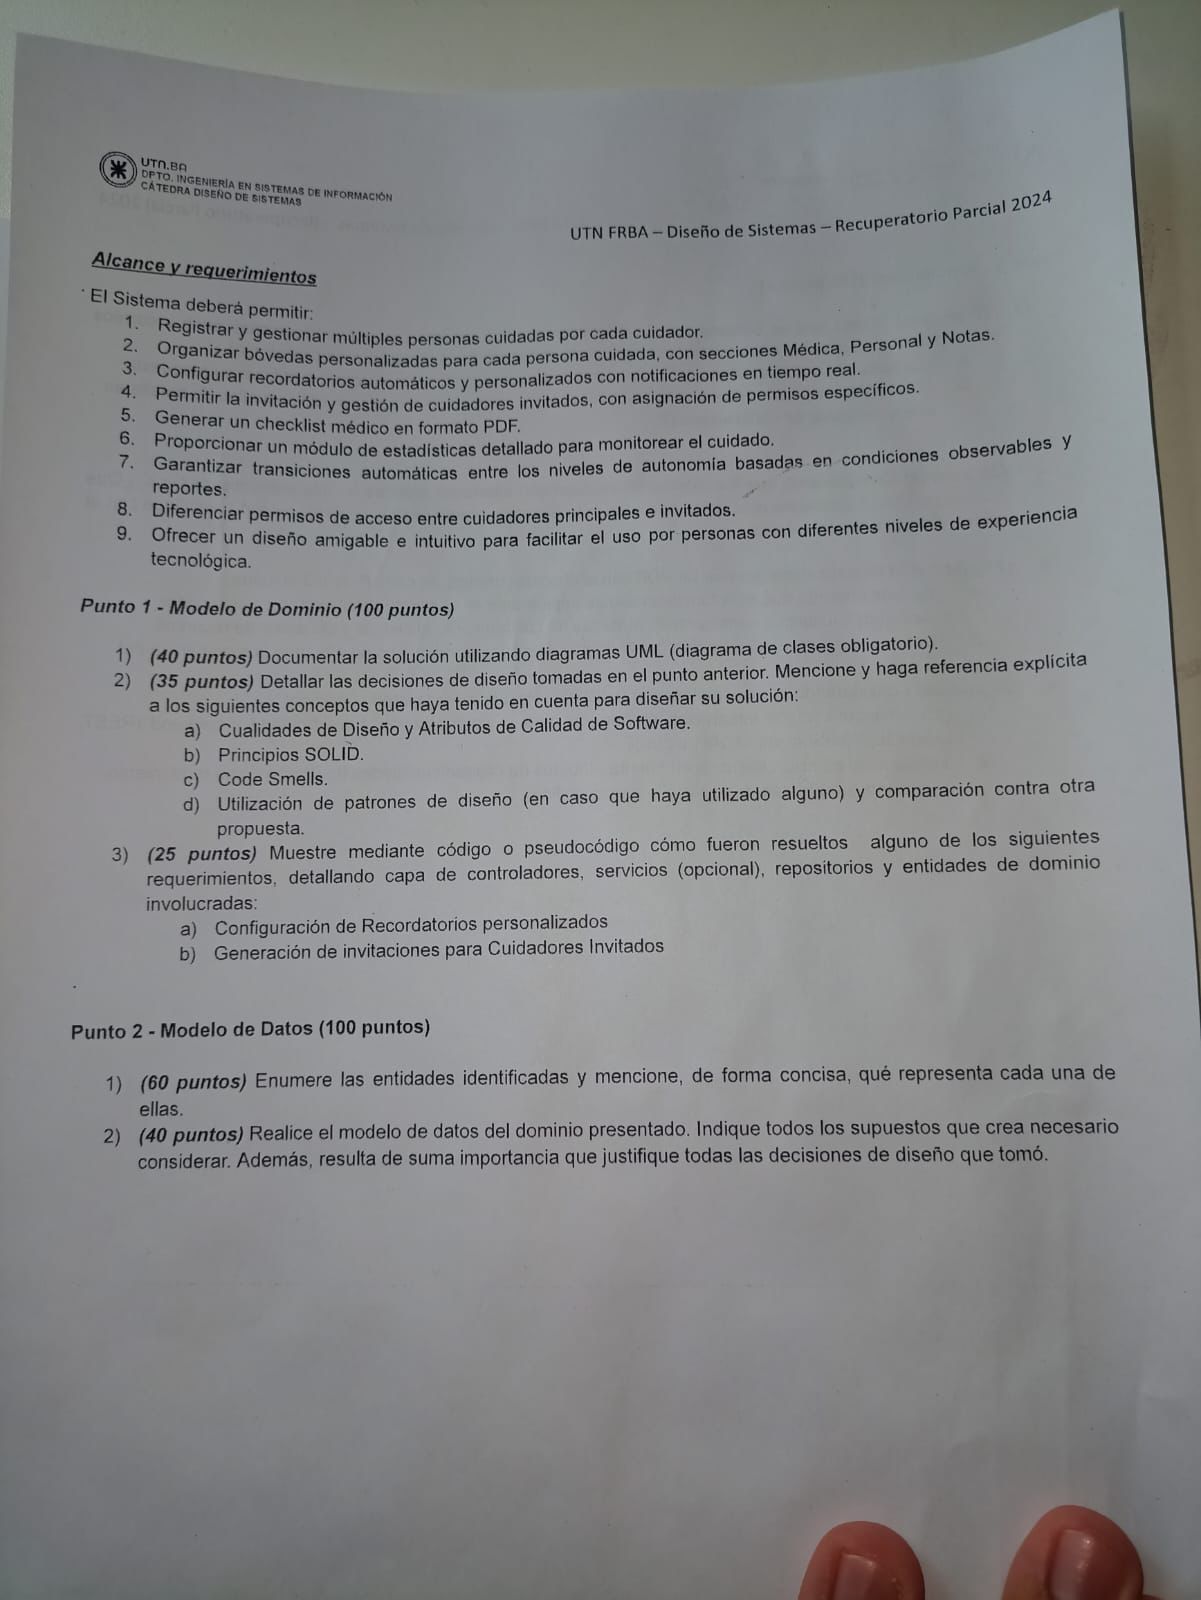 UTN.BA
DPTO. INGENIERÍA EN SISTEMAS DE INFORMACIÓN
CÁTEDRA DISEÑO DE SISTEMAS
UTN FRBA – Diseño de Sistemas – Recuperatorio Parcial 2024
Alcance y requerimientos
El Sistema deberá permitir:
1. Registrar y gestionar múltiples personas cuidadas por cada cuidador.
2. Organizar bóvedas personalizadas para cada persona cuidada, con secciones Médica, Personal y Notas.
3. Configurar recordatorios automáticos y personalizados con notificaciones en tiempo real.
4. Permitir la invitación y gestión de cuidadores invitados, con asignación de permisos específicos.
5. Generar un checklist médico en formato PDF.
6. Proporcionar un módulo de estadísticas detallado para monitorear el cuidado.
7. Garantizar transiciones automáticas entre los niveles de autonomía basadas en condiciones observables y
reportes.
8. Diferenciar permisos de acceso entre cuidadores principales e invitados.
9. Ofrecer un diseño amigable e intuitivo para facilitar el uso por personas con diferentes niveles de experiencia
tecnológica.
Punto 1 - Modelo de Dominio (100 puntos)
1) (40 puntos) Documentar la solución utilizando diagramas UML (diagrama de clases obligatorio).
2) (35 puntos) Detallar las decisiones de diseño tomadas en el punto anterior. Mencione y haga referencia explícita
a los siguientes conceptos que haya tenido en cuenta para diseñar su solución:
a) Cualidades de Diseño y Atributos de Calidad de Software.
b) Principios SOLID.
c) Code Smells.
d) Utilización de patrones de diseño (en caso que haya utilizado alguno) y comparación contra otra
propuesta.
3) (25 puntos) Muestre mediante código o pseudocódigo cómo fueron resueltos alguno de los siguientes
requerimientos, detallando capa de controladores, servicios (opcional), repositorios y entidades de dominio
involucradas:
a) Configuración de Recordatorios personalizados
b) Generación de invitaciones para Cuidadores Invitados
Punto 2 - Modelo de Datos (100 puntos)
1) (60 puntos) Enumere las entidades identificadas y mencione, de forma concisa, qué representa cada una de
ellas.
2) (40 puntos) Realice el modelo de datos del dominio presentado. Indique todos los supuestos que crea necesario
considerar. Además, resulta de suma importancia que justifique todas las decisiones de diseño que tomó.